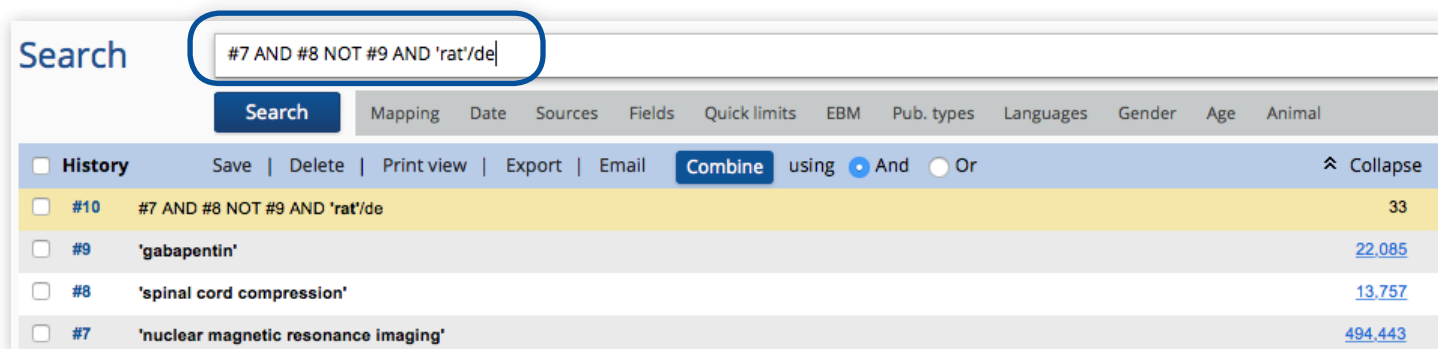 Search #7 AND #8 NOT #9 AND 'rat'/de
Search Mapping Date Sources Fields Quick limits EBM Pub. types Languages Gender Age Animal
History Save | Delete | Print view | Export | Email Combine using And Or Collapse
#10 #7 AND #8 NOT #9 AND 'rat'/de 33
#9 'gabapentin' 22,085
#8 'spinal cord compression' 13,757
#7 'nuclear magnetic resonance imaging' 494,443